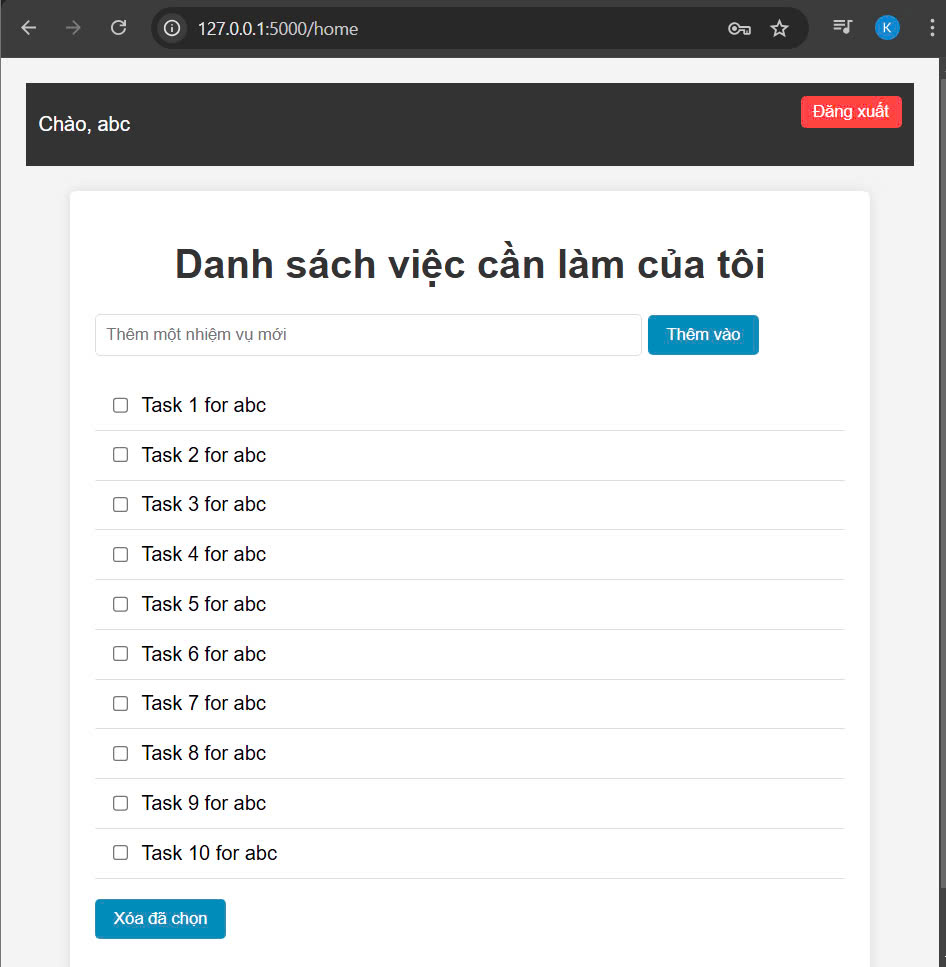 127.0.0.1:5000/home
K
Chào, abc
Đăng xuất
Danh sách việc cần làm của tôi
Thêm một nhiệm vụ mới
Thêm vào
Task 1 for abc
Task 2 for abc
Task 3 for abc
Task 4 for abc
Task 5 for abc
Task 6 for abc
Task 7 for abc
Task 8 for abc
Task 9 for abc
Task 10 for abc
Xóa đã chọn